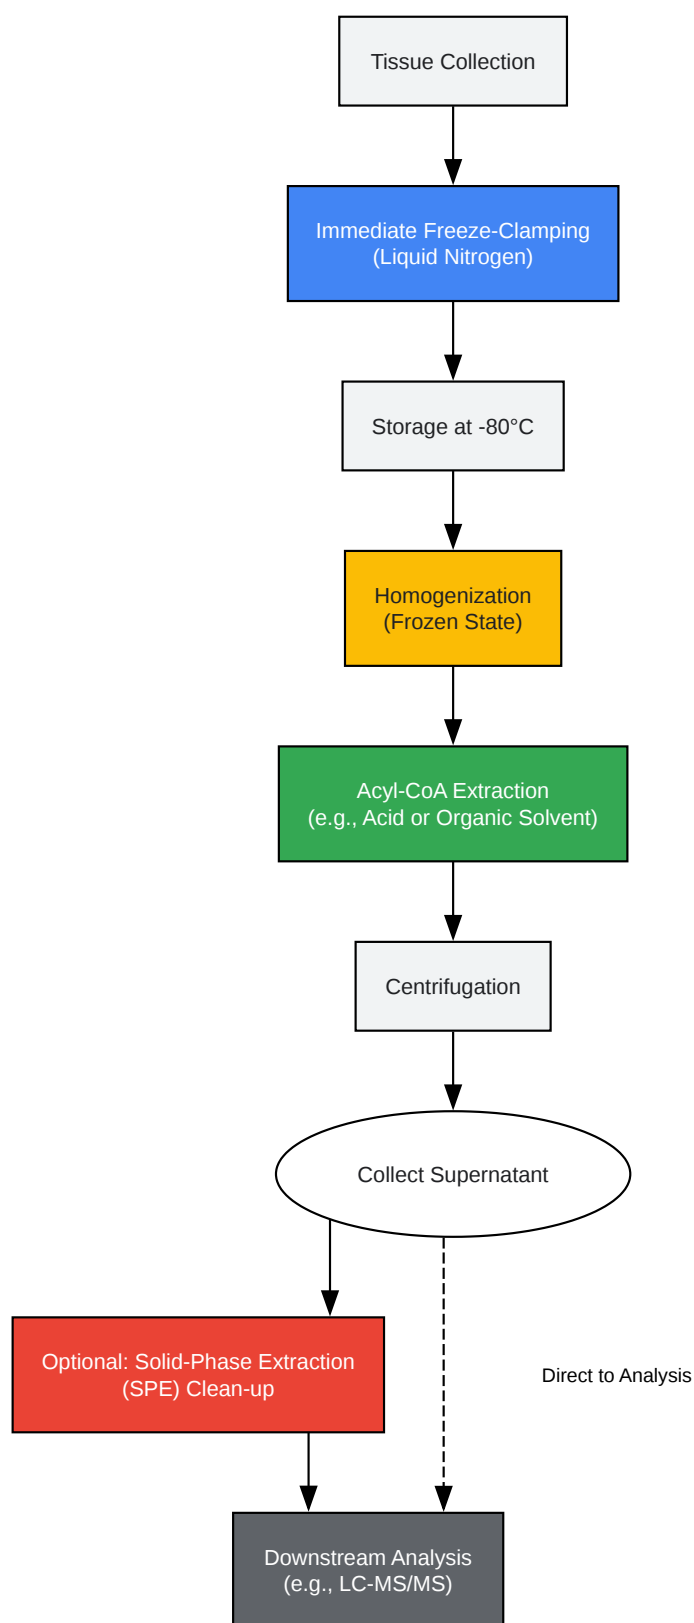 Tissue Collection
Immediate Freeze-Clamping
(Liquid Nitrogen)
Storage at -80°C
Homogenization
(Frozen State)
Acyl-CoA Extraction
(e.g., Acid or Organic Solvent)
Centrifugation
Collect Supernatant
Optional: Solid-Phase Extraction
(SPE) Clean-up
Direct to Analysis
Downstream Analysis
(e.g., LC-MS/MS)